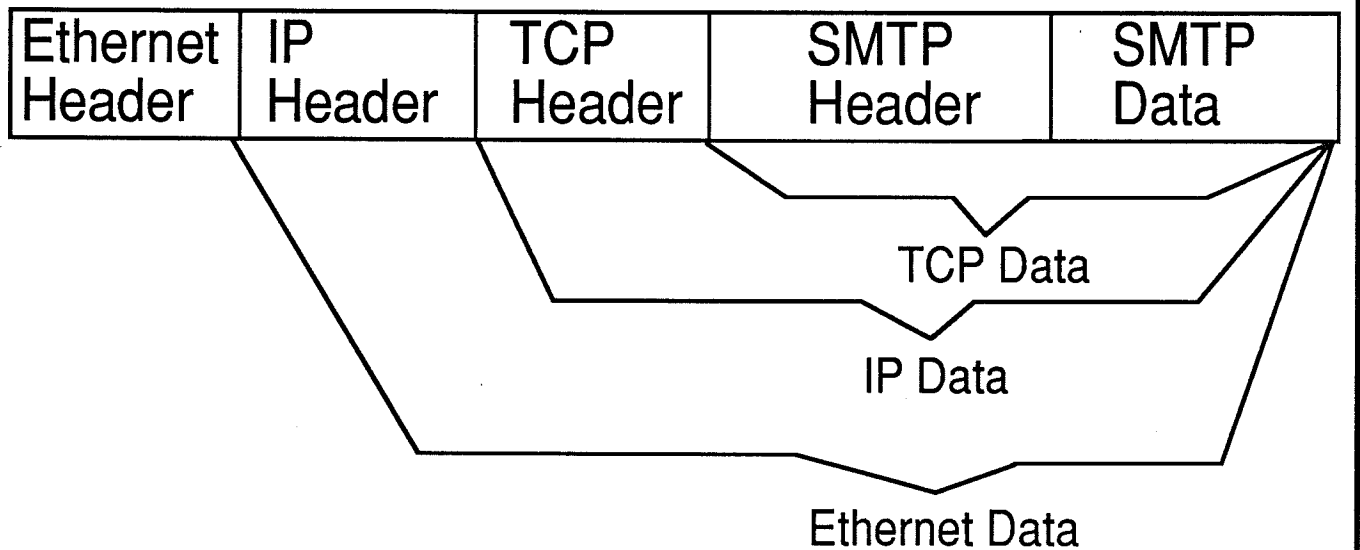 Ethernet Header
IP Header
TCP Header
SMTP Header
SMTP Data
TCP Data
IP Data
Ethernet Data